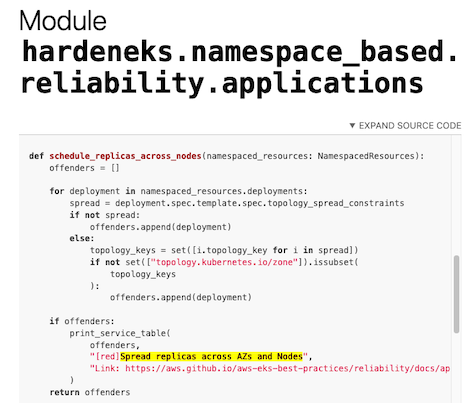 Module
hardeneks.namespace_based.
reliability.applications
▼ EXPAND SOURCE CODE
def schedule_replicas_across_nodes(namespaced_resources: NamespacedResources):
    offenders = []
    for deployment in namespaced_resources.deployments:
        spread = deployment.spec.template.spec.topology_spread_constraints
        if not spread:
            offenders.append(deployment)
        else:
            topology_keys = set([i.topology_key for i in spread])
            if not set(["topology.kubernetes.io/zone"]).issubset(
                topology_keys
            ):
                offenders.append(deployment)
    if offenders:
        print_service_table(
            offenders,
            "[red]Spread replicas across AZs and Nodes",
            "Link: https://aws.github.io/aws-eks-best-practices/reliability/docs/ap
        )
    return offenders